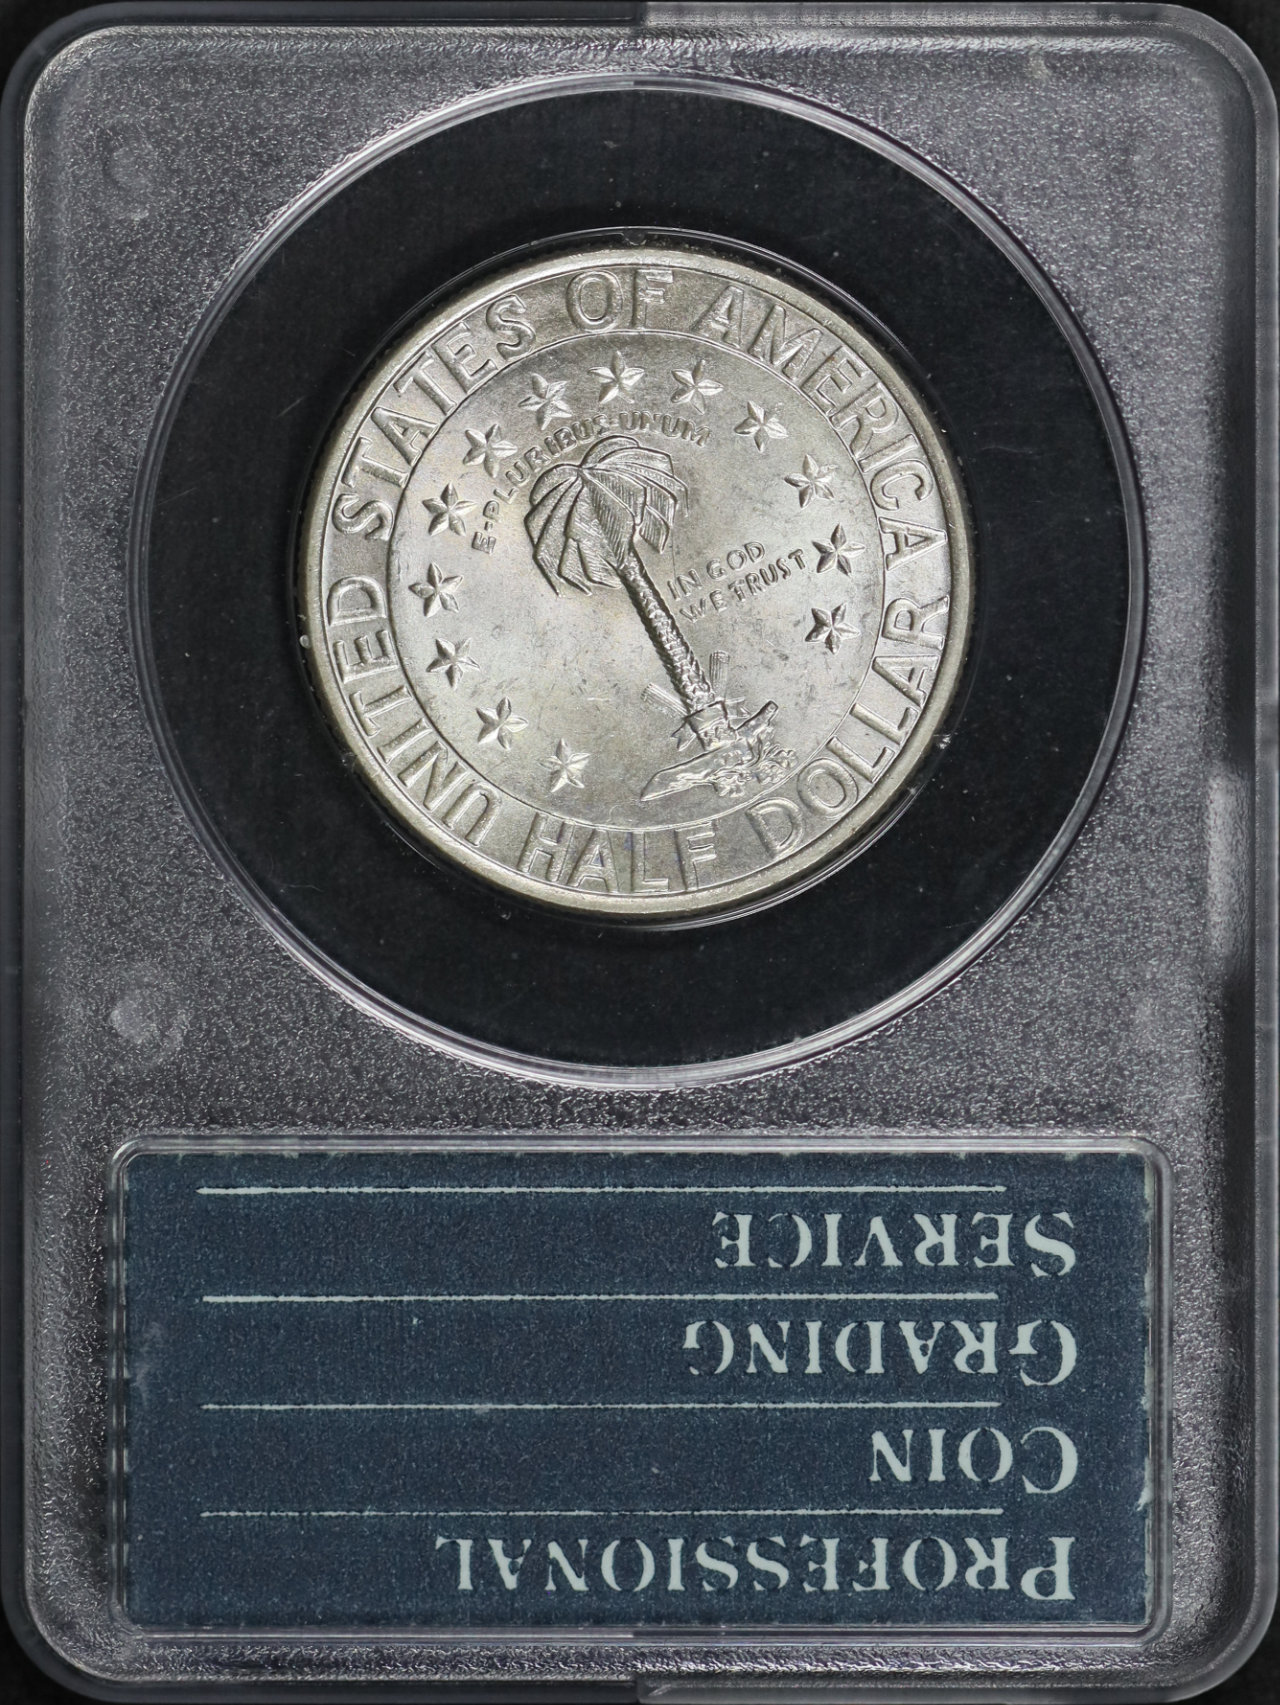 UNITED STATES OF AMERICA
E·PLURIBUS·UNUM
IN GOD
WE TRUST
HALF DOLLAR
PROFESSIONAL
COIN
GRADING
SERVICE